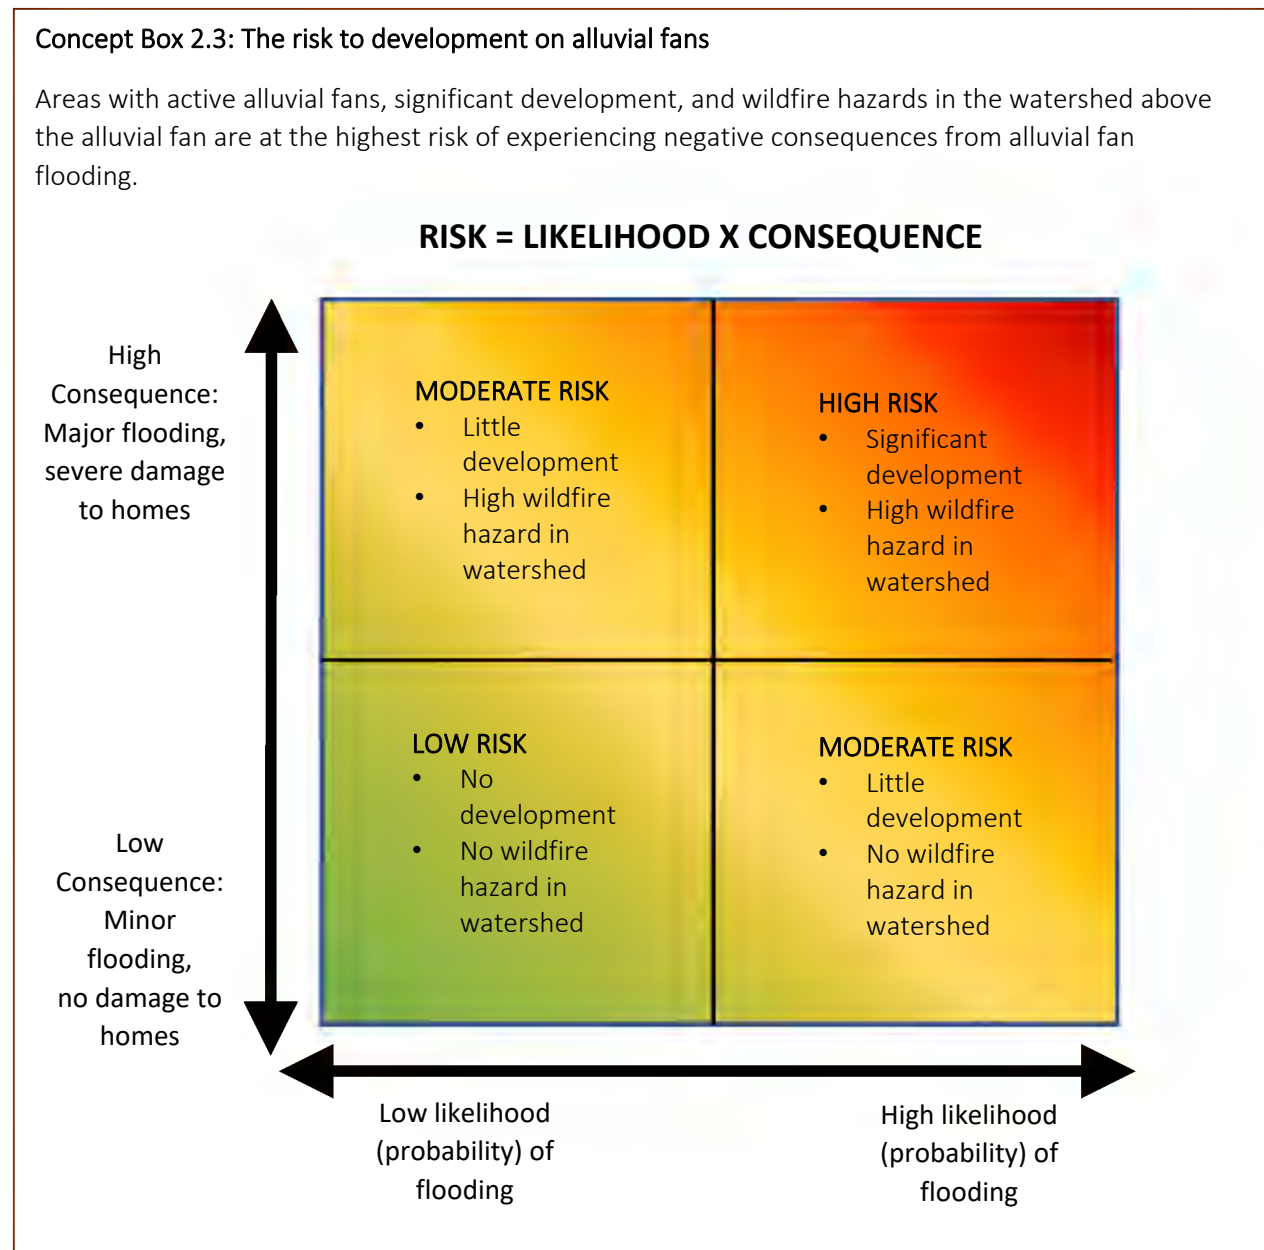 Concept Box 2.3: The risk to development on alluvial fans
Areas with active alluvial fans, significant development, and wildfire hazards in the watershed above
the alluvial fan are at the highest risk of experiencing negative consequences from alluvial fan
flooding.
RISK = LIKELIHOOD X CONSEQUENCE
High
Consequence:
Major flooding,
severe damage
to homes
MODERATE RISK
• Little
development
• High wildfire
hazard in
watershed
HIGH RISK
• Significant
development
• High wildfire
hazard in
watershed
Low
Consequence:
Minor
flooding,
no damage to
homes
LOW RISK
• No
development
• No wildfire
hazard in
watershed
MODERATE RISK
• Little
development
• No wildfire
hazard in
watershed
Low likelihood
(probability) of
flooding
High likelihood
(probability) of
flooding